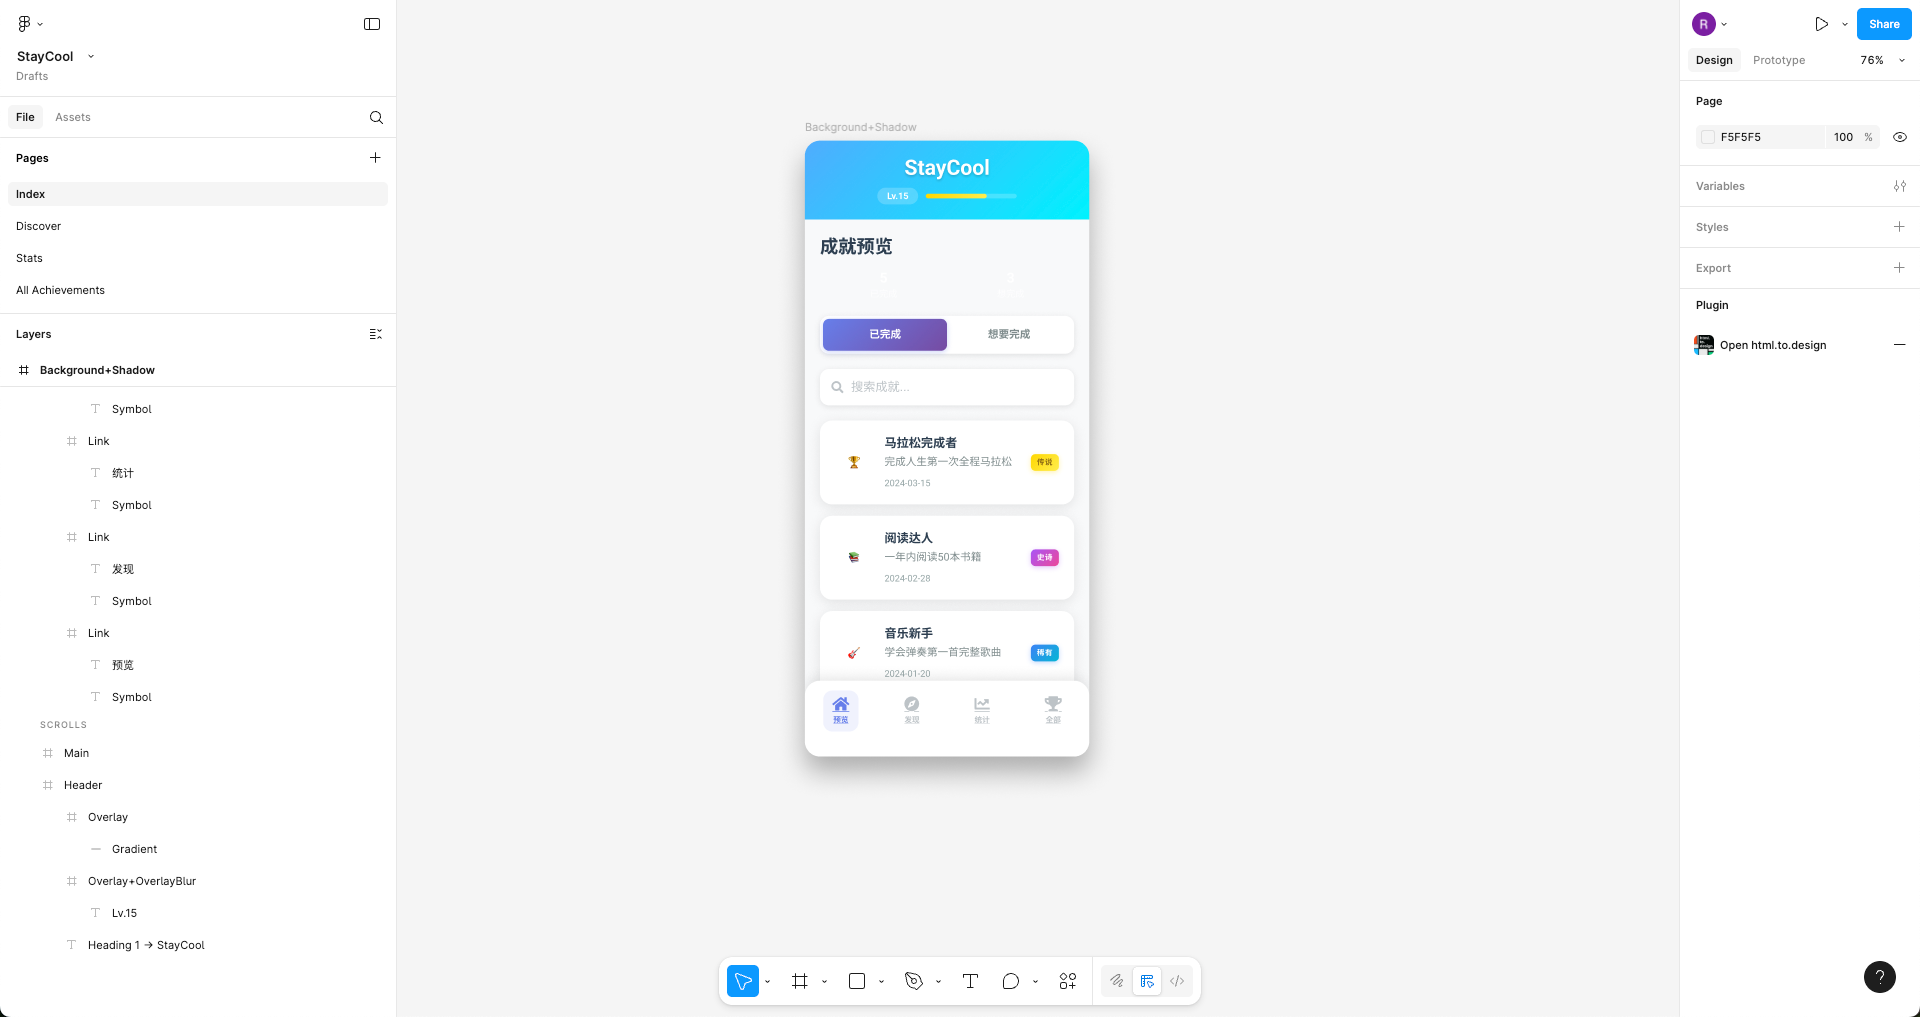 StayCool
Drafts
File Assets
Pages
Index
Discover
Stats
All Achievements
Layers
Background+Shadow
Symbol
Link
统计
Symbol
Link
发现
Symbol
Link
预览
Symbol
SCROLLS
Main
Header
Overlay
Gradient
Overlay+OverlayBlur
Lv.15
Heading 1 → StayCool
Background+Shadow
StayCool
Lv.15
成就预览
5 3
已完成 想要完成
搜索成就...
马拉松完成者
完成人生第一次全程马拉松
传说
2024-03-15
阅读达人
一年内阅读50本书籍
史诗
2024-02-28
音乐新手
学会弹奏第一首完整歌曲
稀有
2024-01-20
预览 发现 统计 全部
R
Share
Design Prototype 76%
Page
F5F5F5 100 %
Variables
Styles
Export
Plugin
Open html.to.design
?